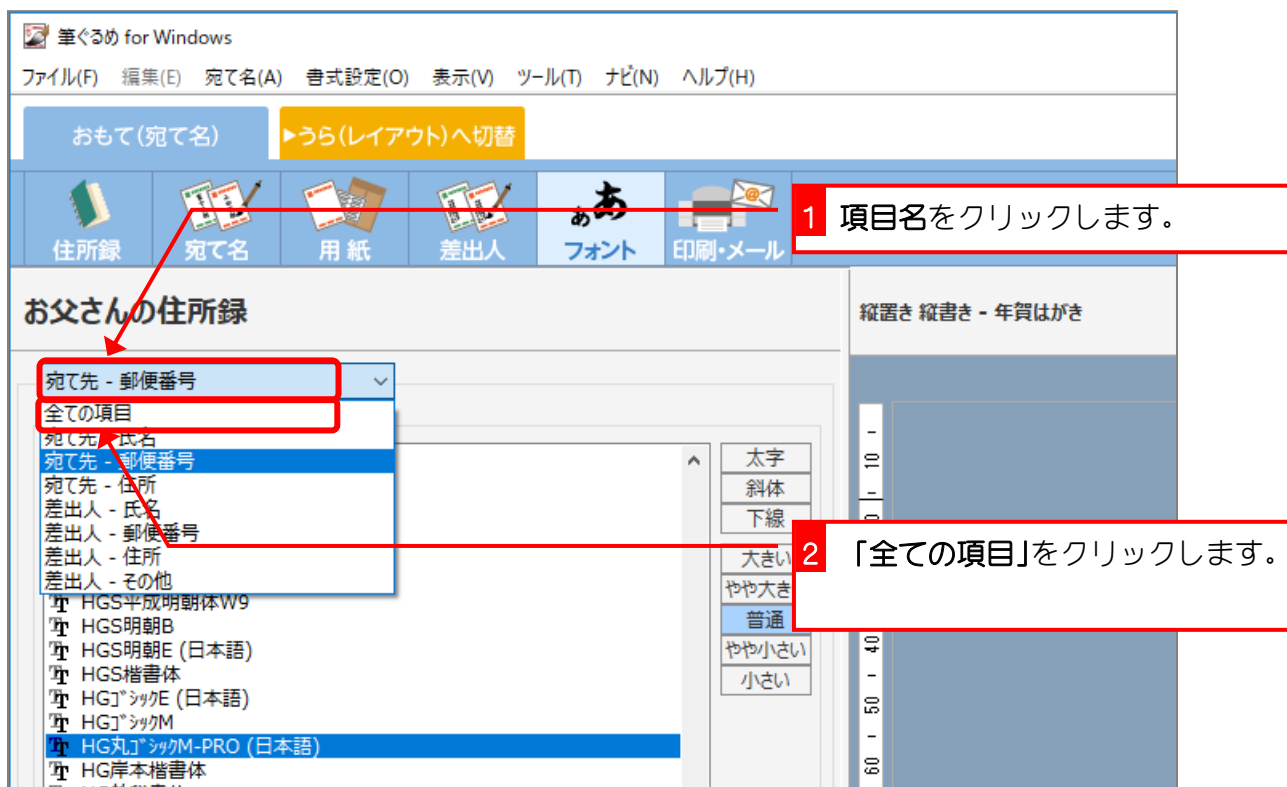 筆ぐるめ for Windows
ファイル(F) 編集(E) 宛て名(A) 書式設定(O) 表示(V) ツール(T) ナビ(N) ヘルプ(H)
おもて(宛て名) ▶うら(レイアウト)へ切替
あぁ
住所録 宛て名 用 紙 差出人 フォント 印刷・メール
1 項目名をクリックします。
お父さんの住所録
縦置き 縦書き - 年賀はがき
宛て先 - 郵便番号
全ての項目
宛て先 - 氏名
宛て先 - 郵便番号
宛て先 - 住所
差出人 - 氏名
差出人 - 郵便番号
差出人 - 住所
差出人 - その他
HGS平成明朝体W9
HGS明朝B
HGS明朝E (日本語)
HGS楷書体
HGｺﾞｼｯｸE (日本語)
HGｺﾞｼｯｸM
HG丸ｺﾞｼｯｸM-PRO (日本語)
HG岸本楷書体
太字
斜体
下線
大きい
やや大き
普通
やや小さい
小さい
2 「全ての項目」をクリックします。
10
40
50
60